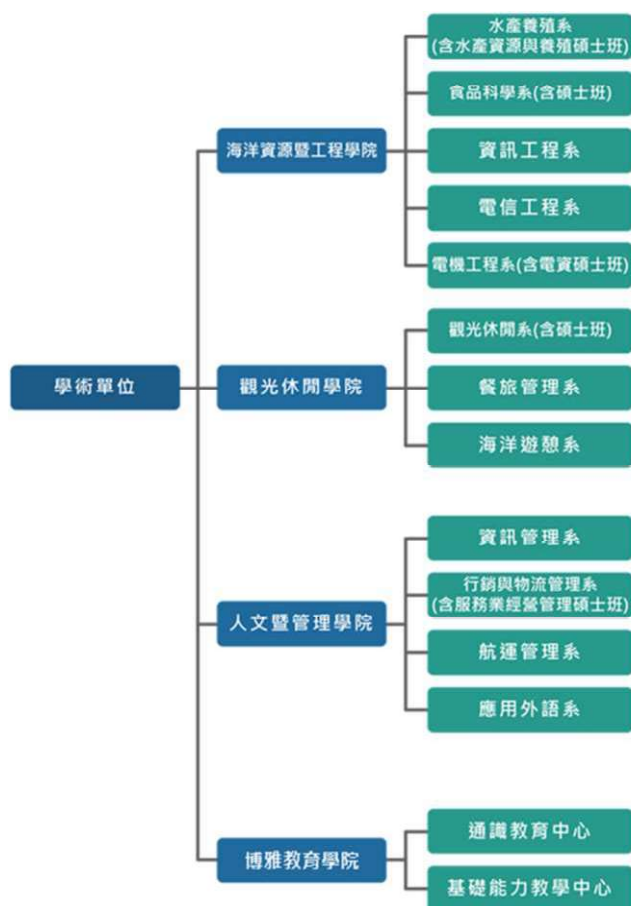 學術單位
海洋資源暨工程學院
水產養殖系
(含水產資源與養殖碩士班)
食品科學系(含碩士班)
資訊工程系
電信工程系
電機工程系(含電資碩士班)
觀光休閒學院
觀光休閒系(含碩士班)
餐旅管理系
海洋遊憩系
人文暨管理學院
資訊管理系
行銷與物流管理系
(含服務業經營管理碩士班)
航運管理系
應用外語系
博雅教育學院
通識教育中心
基礎能力教學中心